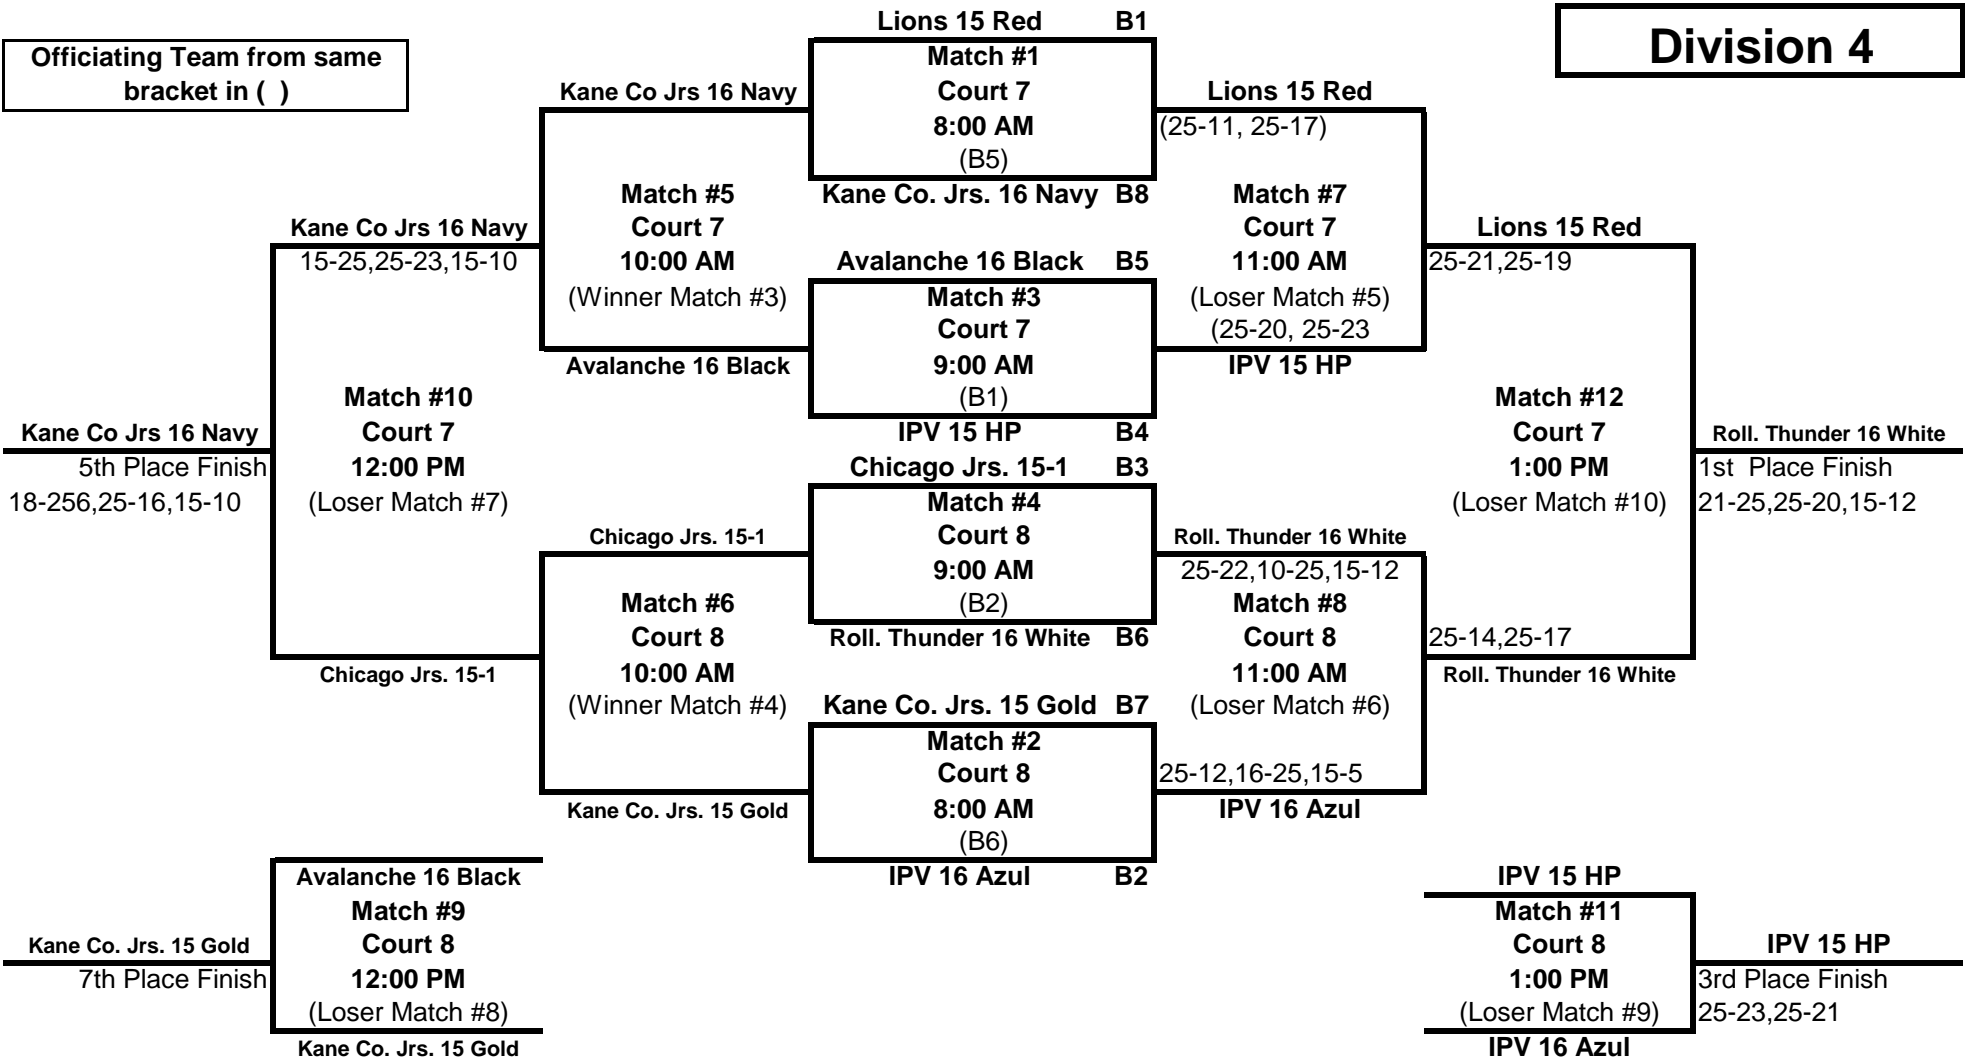 Lions 15 Red B1
Division 4
Officiating Team from same
bracket in ( )
Match #1
Court 7
8:00 AM
(B5)
Kane Co. Jrs. 16 Navy B8
Kane Co Jrs 16 Navy
Lions 15 Red
(25-11, 25-17)
Match #5
Court 7
10:00 AM
(Winner Match #3)
Match #7
Court 7
11:00 AM
(Loser Match #5)
(25-20, 25-23
IPV 15 HP
Kane Co Jrs 16 Navy
15-25,25-23,15-10
Lions 15 Red
25-21,25-19
Avalanche 16 Black B5
Match #3
Court 7
9:00 AM
(B1)
IPV 15 HP B4
Avalanche 16 Black
Match #10
Court 7
12:00 PM
(Loser Match #7)
Kane Co Jrs 16 Navy
5th Place Finish
18-256,25-16,15-10
Match #12
Court 7
1:00 PM
(Loser Match #10)
Roll. Thunder 16 White
1st Place Finish
21-25,25-20,15-12
Chicago Jrs. 15-1 B3
Match #4
Court 8
9:00 AM
(B2)
Roll. Thunder 16 White B6
Chicago Jrs. 15-1
Roll. Thunder 16 White
25-22,10-25,15-12
Match #6
Court 8
10:00 AM
(Winner Match #4)
Match #8
Court 8
11:00 AM
(Loser Match #6)
Chicago Jrs. 15-1
25-14,25-17
Roll. Thunder 16 White
Kane Co. Jrs. 15 Gold B7
Match #2
Court 8
8:00 AM
(B6)
IPV 16 Azul B2
Kane Co. Jrs. 15 Gold
25-12,16-25,15-5
IPV 16 Azul
Avalanche 16 Black
Match #9
Court 8
12:00 PM
(Loser Match #8)
Kane Co. Jrs. 15 Gold
Kane Co. Jrs. 15 Gold
7th Place Finish
IPV 15 HP
Match #11
Court 8
1:00 PM
(Loser Match #9)
IPV 16 Azul
IPV 15 HP
3rd Place Finish
25-23,25-21